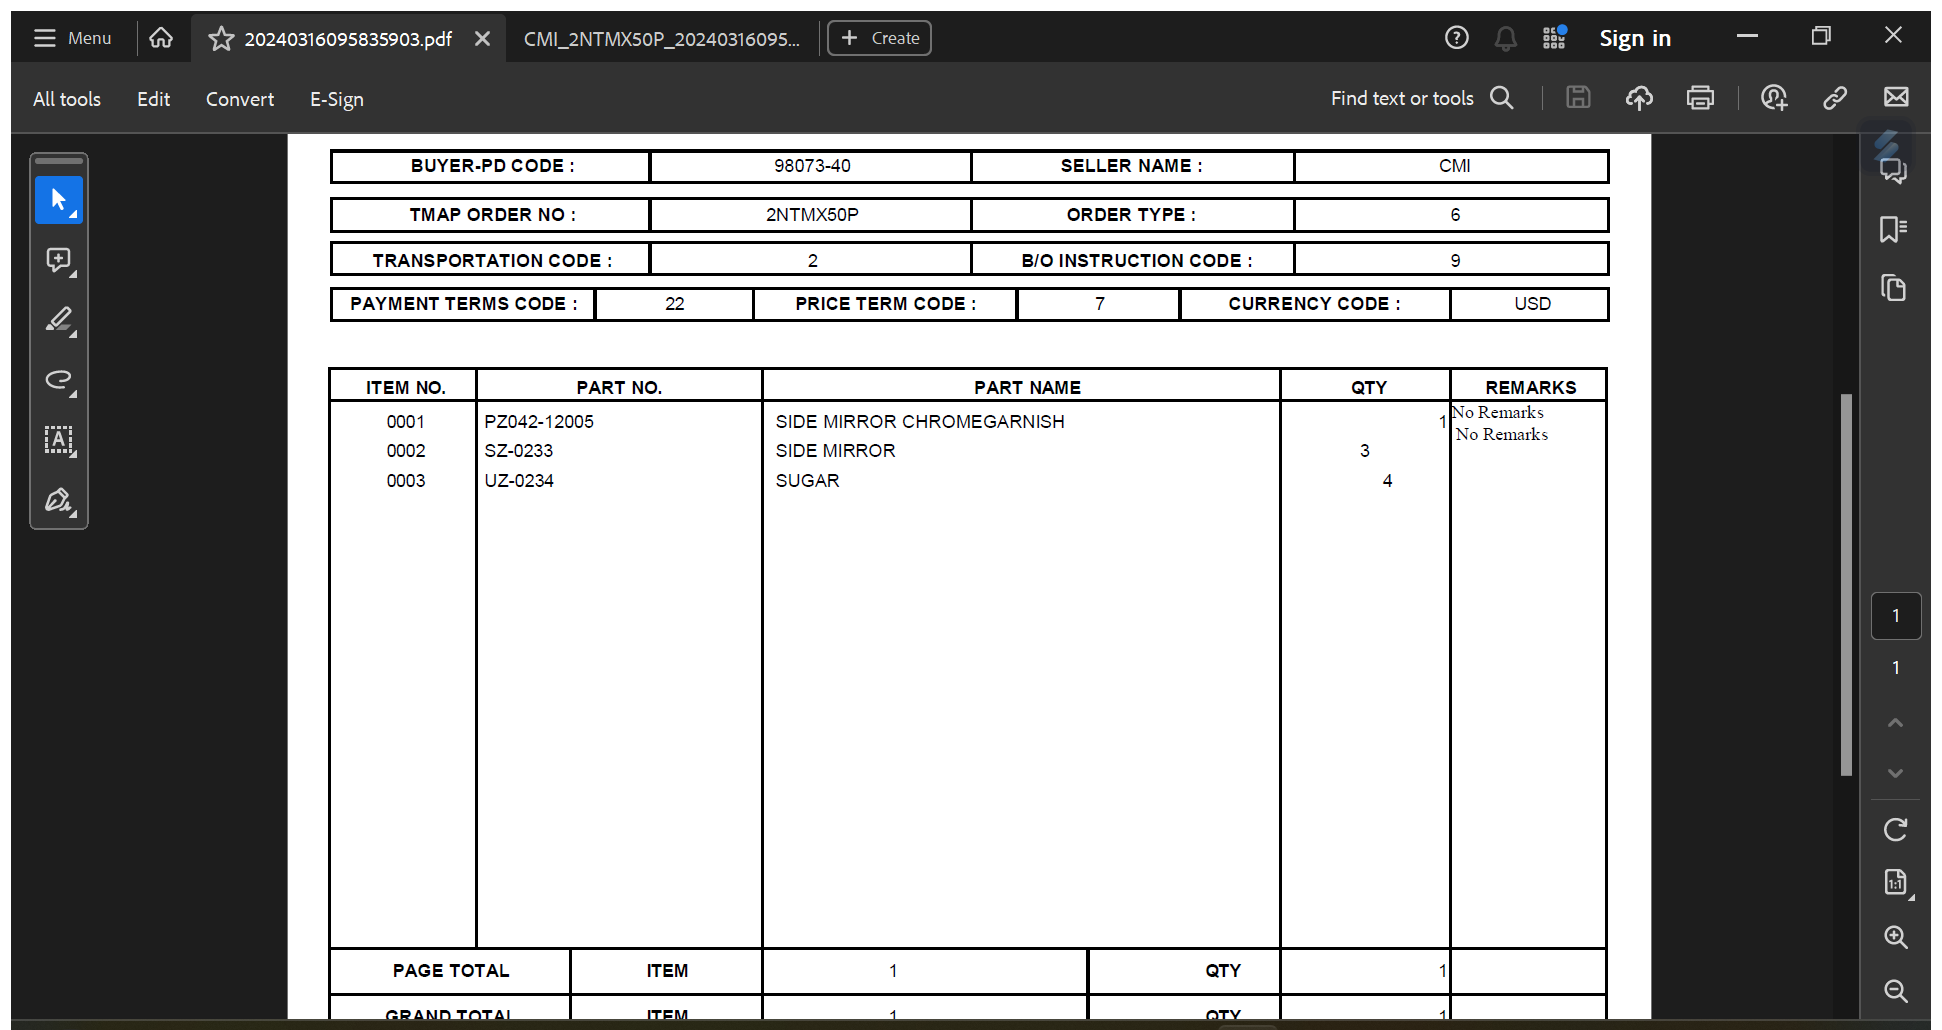 Menu 20240316095835903.pdf CMI_2NTMX50P_20240316095... + Create Sign in
All tools Edit Convert E-Sign Find text or tools
BUYER-PD CODE : 98073-40 SELLER NAME : CMI
TMAP ORDER NO : 2NTMX50P ORDER TYPE : 6
TRANSPORTATION CODE : 2 B/O INSTRUCTION CODE : 9
PAYMENT TERMS CODE : 22 PRICE TERM CODE : 7 CURRENCY CODE : USD
ITEM NO. PART NO. PART NAME QTY REMARKS
0001 PZ042-12005 SIDE MIRROR CHROMEGARNISH 1 No Remarks
No Remarks
0002 SZ-0233 SIDE MIRROR 3
0003 UZ-0234 SUGAR 4
1
1
1:1
PAGE TOTAL ITEM 1 QTY 1
GRAND TOTAL ITEM 1 QTY 1